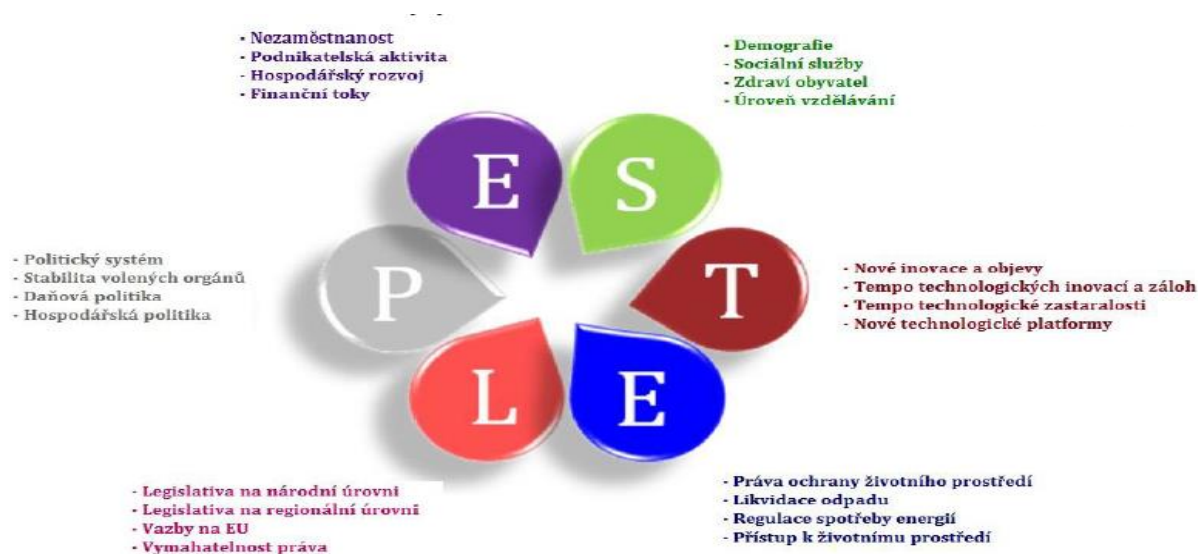 - Nezaměstnanost
- Podnikatelská aktivita
- Hospodářský rozvoj
- Finanční toky
- Demografie
- Sociální služby
- Zdraví obyvatel
- Úroveň vzdělávání
E
S
- Politický systém
- Stabilita volených orgánů
- Daňová politika
- Hospodářská politika
P
T
- Nové inovace a objevy
- Tempo technologických inovací a záloh
- Tempo technologické zastaralosti
- Nové technologické platformy
L
E
- Legislativa na národní úrovni
- Legislativa na regionální úrovni
- Vazby na EU
- Vymahatelnost práva
- Práva ochrany životního prostředí
- Likvidace odpadu
- Regulace spotřeby energií
- Přístup k životnímu prostředí